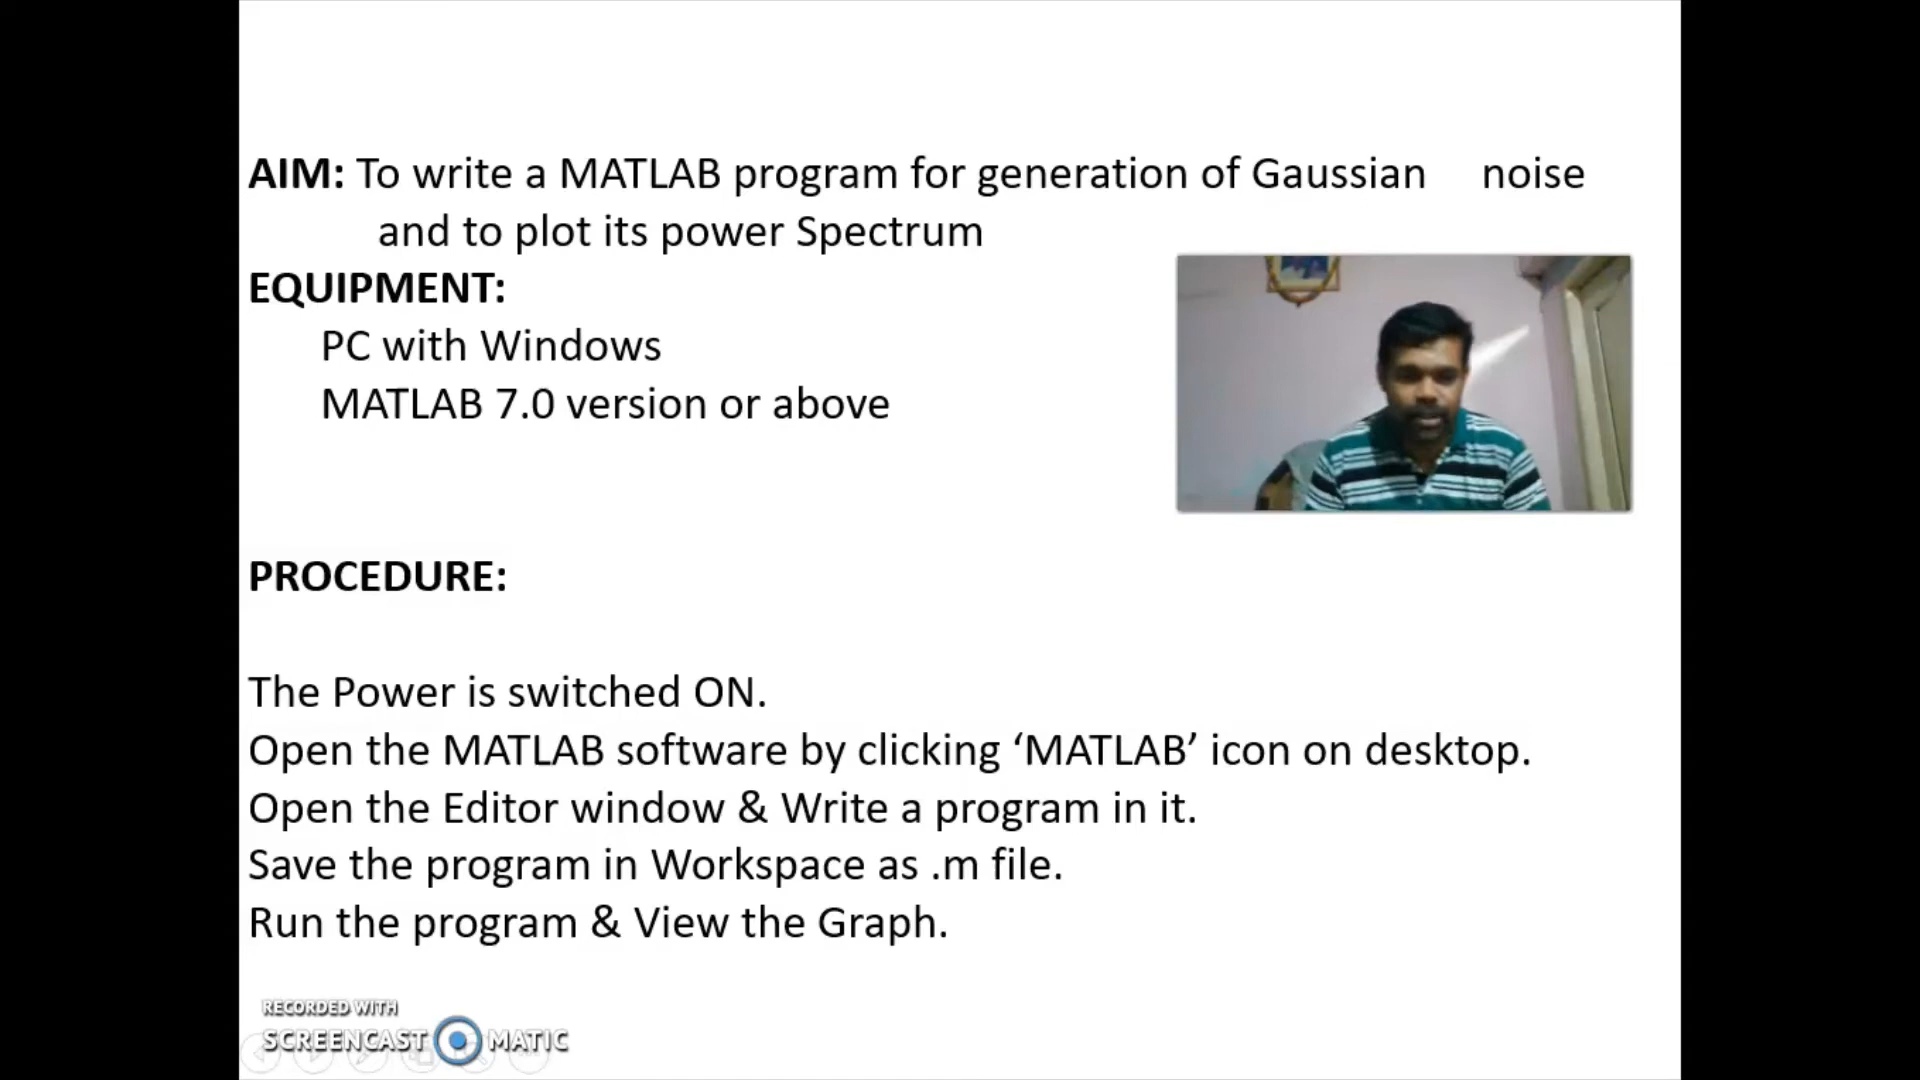 AIM: To write a MATLAB program for generation of Gaussian noise
and to plot its power Spectrum
EQUIPMENT:
PC with Windows
MATLAB 7.0 version or above
PROCEDURE:
The Power is switched ON.
Open the MATLAB software by clicking ‘MATLAB’ icon on desktop.
Open the Editor window & Write a program in it.
Save the program in Workspace as .m file.
Run the program & View the Graph.
RECORDED WITH
SCREENCAST MATIC